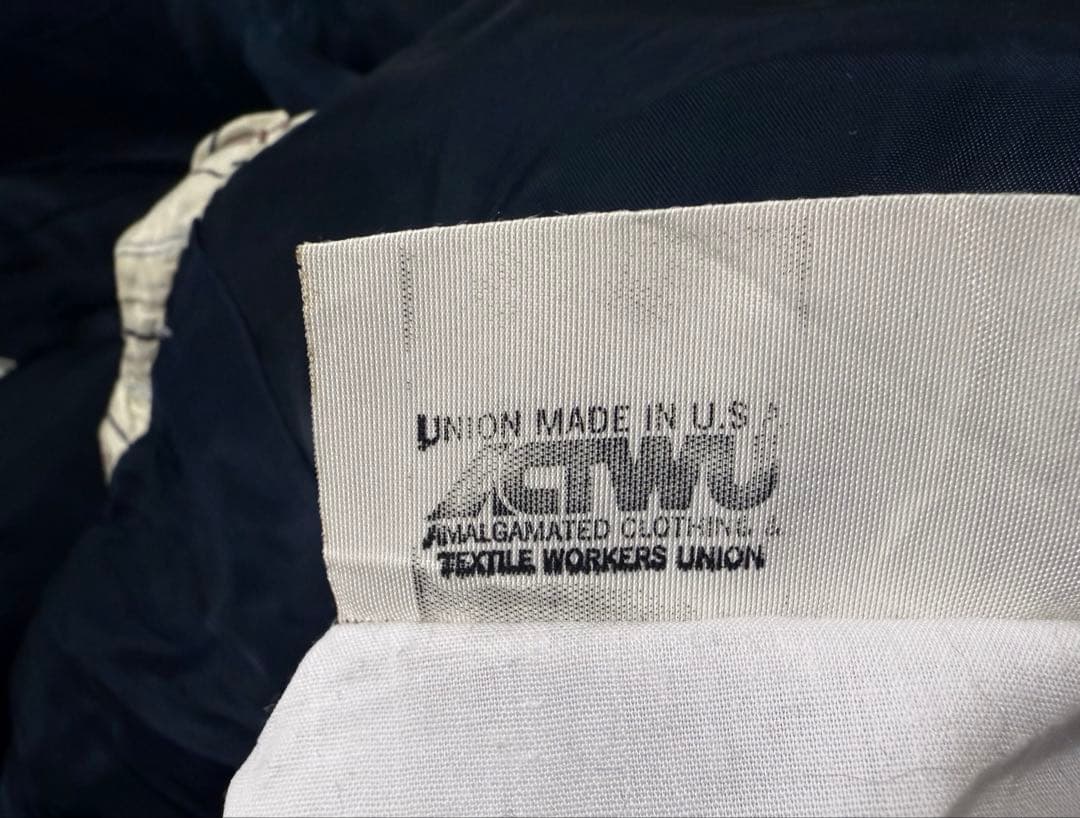 UNION MADE IN U.S.A.
ACTWU
AMALGAMATED CLOTHING &
TEXTILE WORKERS UNION